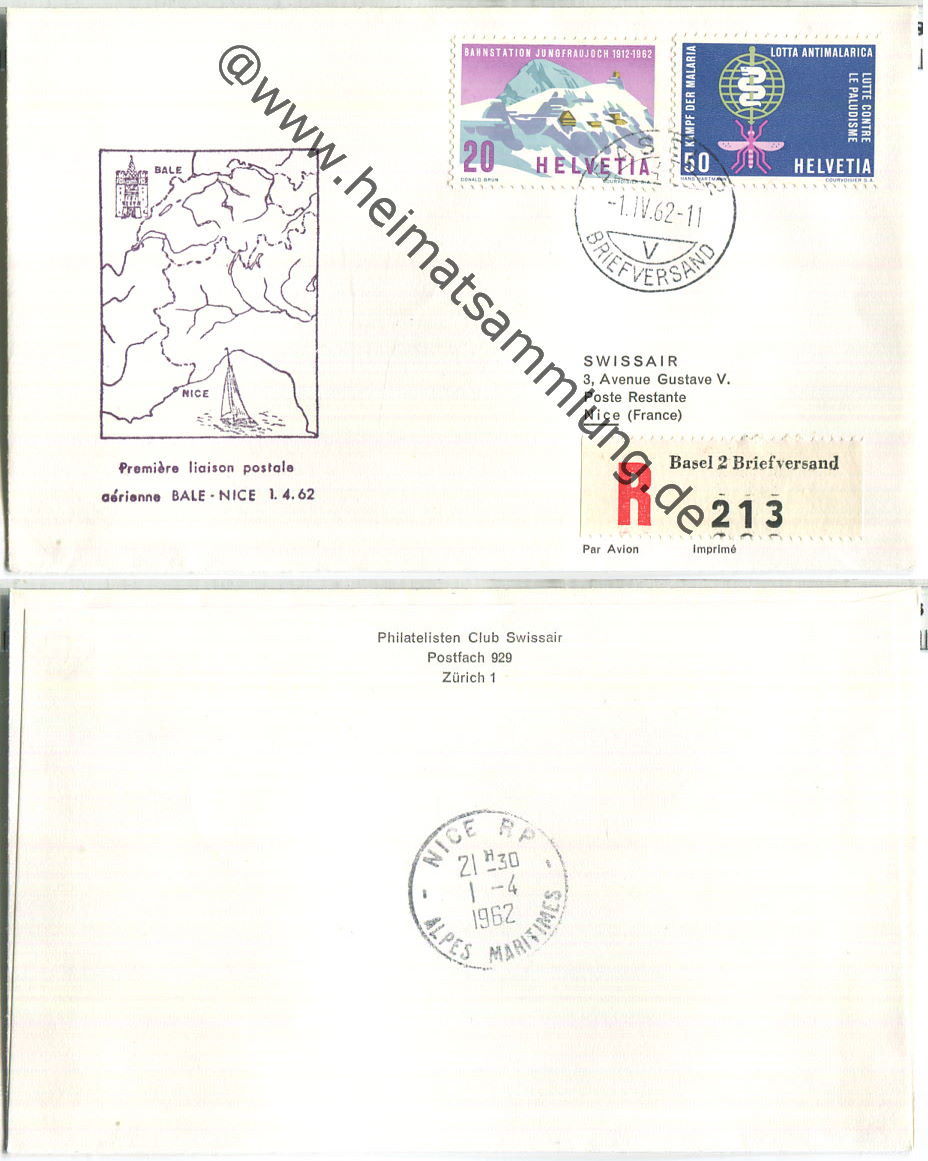 @www.heimatsammlung.de
BAHNSTATION JUNGFRAUJOCH 1912-1962
20 HELVETIA
DONALD BRUN
COURVOISIER
KAMPF DER MALARIA
LOTTA ANTIMALARICA
LUTTE CONTRE
LE PALUDISME
50 HELVETIA
HANS HARTMANN
COURVOISIER S.A.
-1.IV.62-11
V
BRIEFVERSAND
BALE
NICE
Première liaison postale
aérienne BALE - NICE 1.4.62
SWISSAIR
3, Avenue Gustave V.
Poste Restante
Nice (France)
R
Basel 2 Briefversand
213
Par Avion Imprimé
Philatelisten Club Swissair
Postfach 929
Zürich 1
NICE RP
21 H 30
1 - 4
1962
ALPES MARITIMES